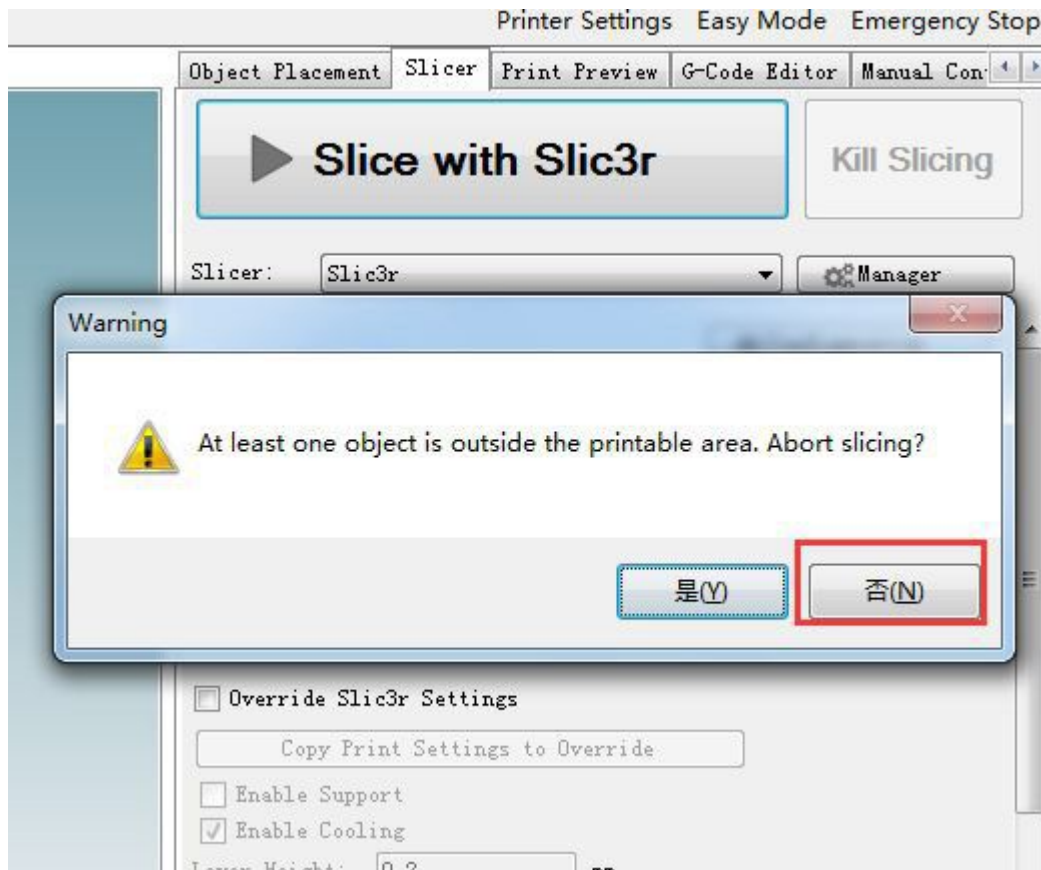 Printer Settings Easy Mode Emergency Stop
Object Placement Slicer Print Preview G-Code Editor Manual Con
Slice with Slic3r Kill Slicing
Slicer: Slic3r Manager
Warning
At least one object is outside the printable area. Abort slicing?
是(Y) 否(N)
Override Slic3r Settings
Copy Print Settings to Override
Enable Support
Enable Cooling
Layer Height: